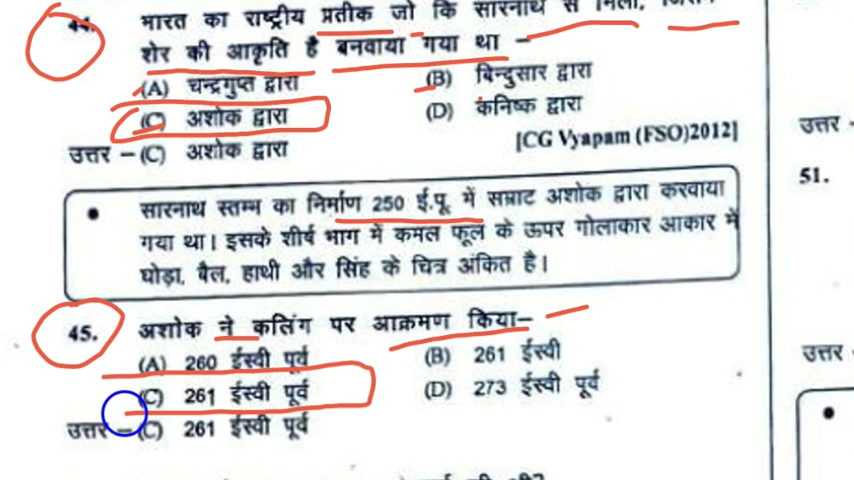 44. भारत का राष्ट्रीय प्रतीक जो कि सारनाथ से मिला,
शेर की आकृति है बनवाया गया था –
(A) चन्द्रगुप्त द्वारा (B) बिन्दुसार द्वारा
(C) अशोक द्वारा (D) कनिष्क द्वारा
उत्तर –(C) अशोक द्वारा [CG Vyapam (FSO)2012]
• सारनाथ स्तम्भ का निर्माण 250 ई.पू. में सम्राट अशोक द्वारा करवाया
गया था। इसके शीर्ष भाग में कमल फूल के ऊपर गोलाकार आकार में
घोड़ा, बैल, हाथी और सिंह के चित्र अंकित है।
45. अशोक ने कलिंग पर आक्रमण किया–
(A) 260 ईस्वी पूर्व (B) 261 ईस्वी
(C) 261 ईस्वी पूर्व (D) 273 ईस्वी पूर्व
उत्तर –(C) 261 ईस्वी पूर्व
उत्तर -
51.
उत्तर
•